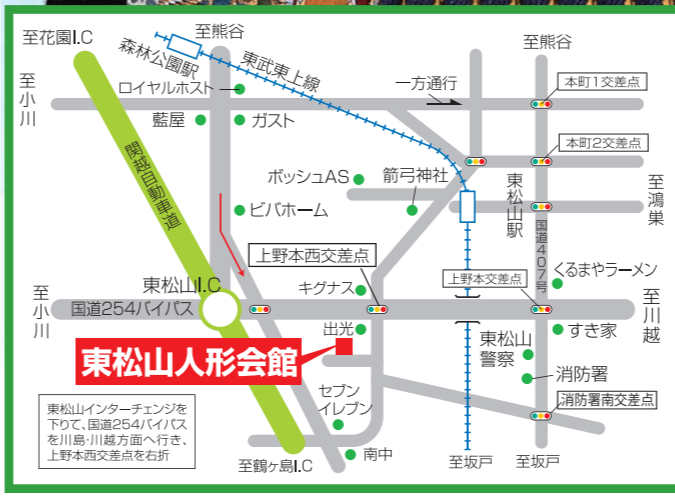 至花園I.C
至熊谷
至熊谷
森林公園駅
東武東上線
ロイヤルホスト
一方通行
本町1交差点
至小川
藍屋
ガスト
本町2交差点
関越自動車道
ボッシュAS
箭弓神社
東松山駅
至鴻巣
ビバホーム
国道407号
東松山I.C
上野本西交差点
上野本交差点
くるまやラーメン
至小川
国道254バイパス
キグナス
至川越
出光
すき家
東松山人形会館
東松山
警察
消防署
セブン
イレブン
消防署南交差点
東松山インターチェンジを
下りて、国道254バイパス
を川島・川越方面へ行き、
上野本西交差点を右折
南中
至鶴ヶ島I.C
至坂戸
至坂戸